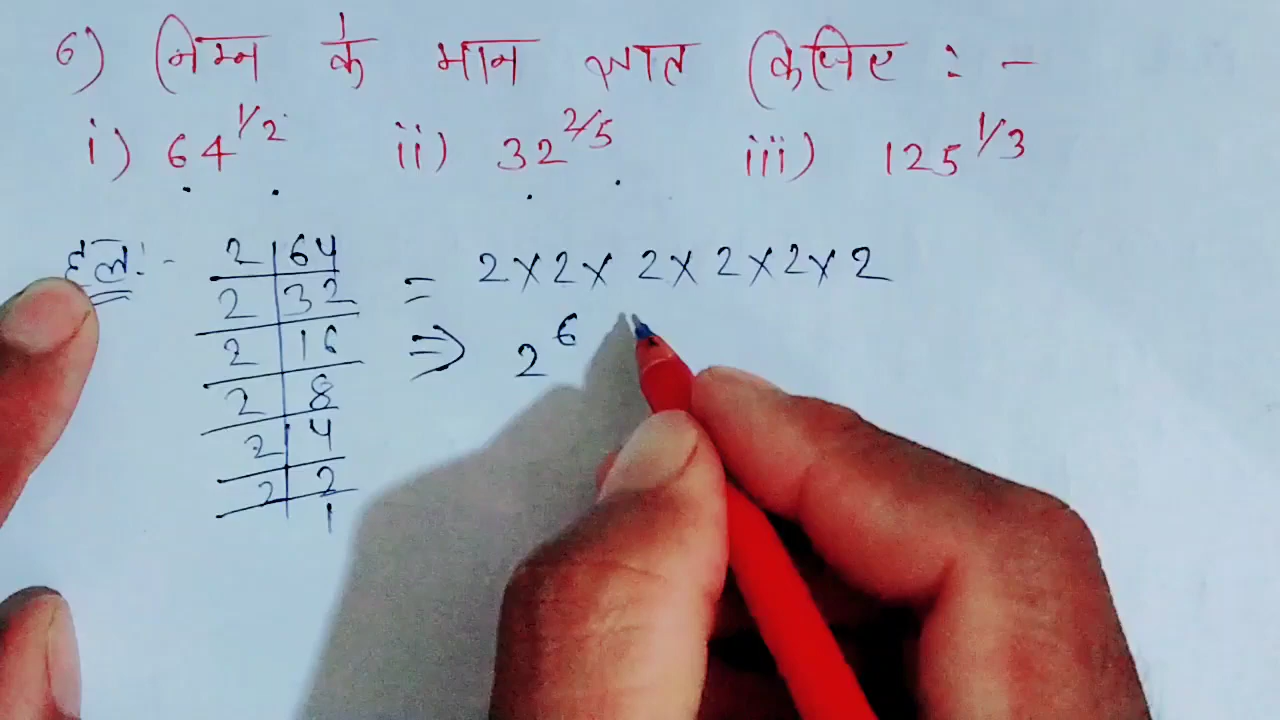 6) निम्न के मान ज्ञात कीजिए :-
i) 64^1/2 ii) 32^2/5 iii) 125^1/3
हल:-
2 | 64 = 2×2×2×2×2×2
2 | 32
2 | 16 ⇒ 2^6
2 | 8
2 | 4
2 | 2
1